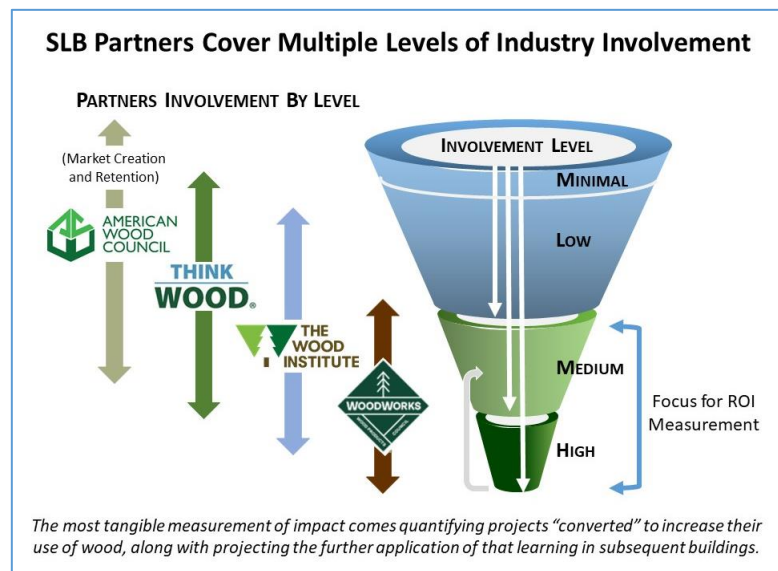 SLB Partners Cover Multiple Levels of Industry Involvement
PARTNERS INVOLVEMENT BY LEVEL
(Market Creation
and Retention)
AMERICAN
WOOD
COUNCIL
THINK
WOOD®
THE
WOOD
INSTITUTE
WOODWORKS
WOOD PRODUCTS
COUNCIL
INVOLVEMENT LEVEL
MINIMAL
LOW
MEDIUM
HIGH
Focus for ROI
Measurement
The most tangible measurement of impact comes quantifying projects “converted” to increase their
use of wood, along with projecting the further application of that learning in subsequent buildings.